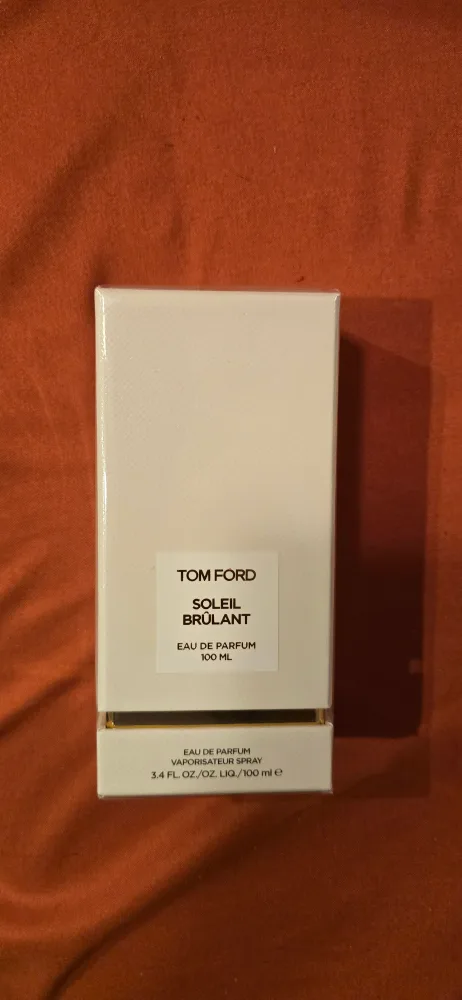 TOM FORD
SOLEIL
BRÛLANT
EAU DE PARFUM
100 ML
EAU DE PARFUM
VAPORISATEUR SPRAY
3.4 FL. OZ./OZ. LIQ./100 ml ℮